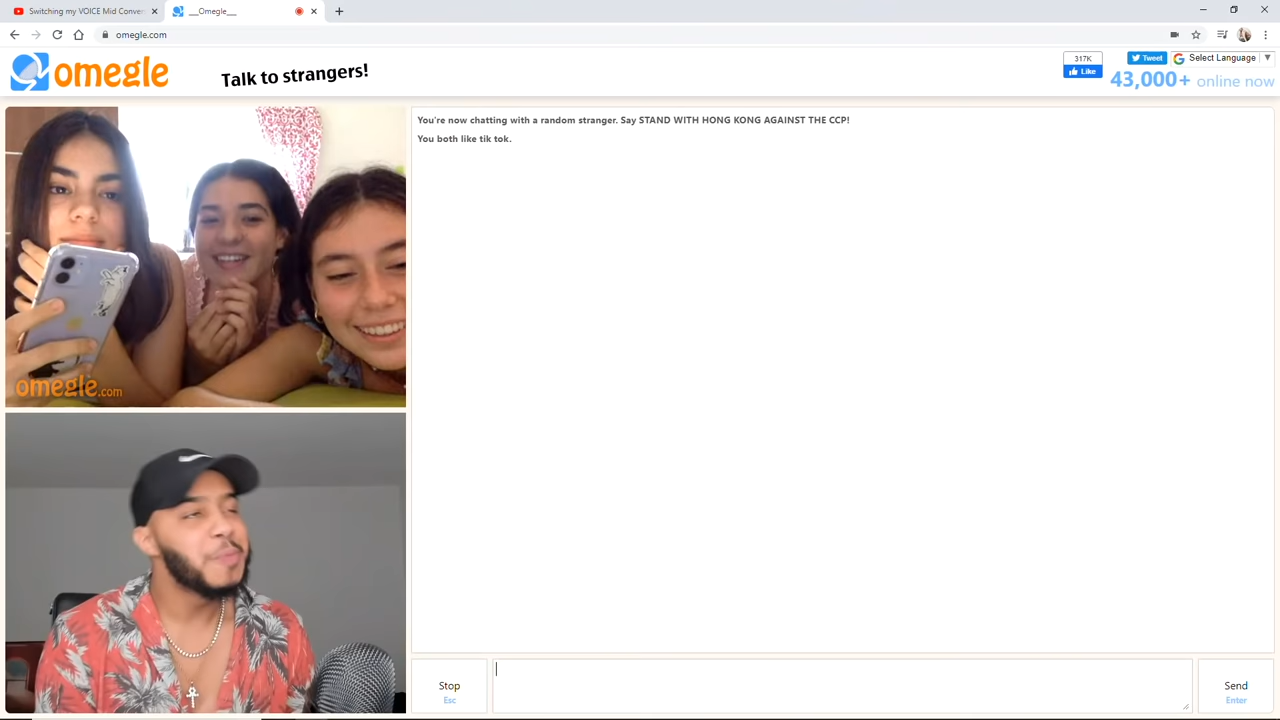 Switching my VOICE Mid Conver
__Omegle__
omegle.com
omegle
Talk to strangers!
317K
Like
Tweet
Select Language
43,000+ online now
You're now chatting with a random stranger. Say STAND WITH HONG KONG AGAINST THE CCP!
You both like tik tok.
omegle.com
Stop
Esc
Send
Enter